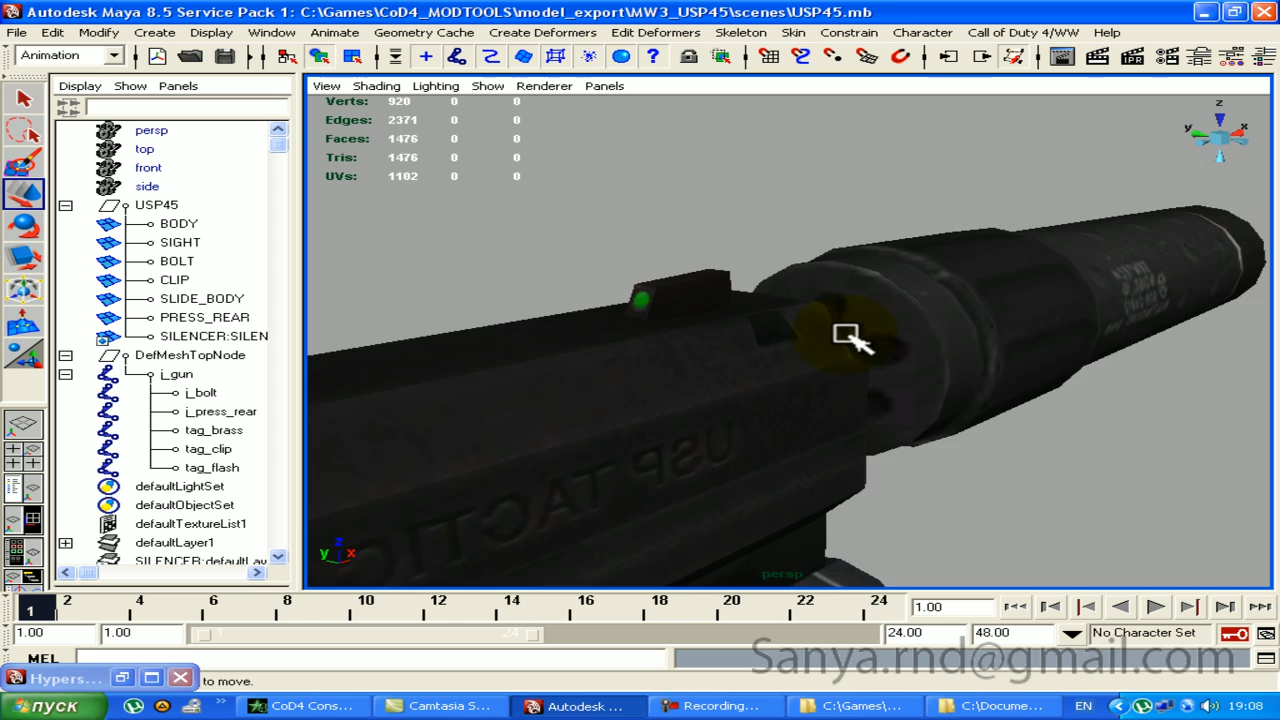 Autodesk Maya 8.5 Service Pack 1: C:\Games\CoD4_MODTOOLS\model_export\MW3_USP45\scenes\USP45.mb
File Edit Modify Create Display Window Animate Geometry Cache Create Deformers Edit Deformers Skeleton Skin Constrain Character Call of Duty 4/WW Help
Animation
IPR
Display Show Panels
View Shading Lighting Show Renderer Panels
Verts: 920 0 0
Edges: 2371 0 0
Faces: 1476 0 0
Tris: 1476 0 0
UVs: 1102 0 0
z
y x
persp
top
front
side
USP45
BODY
SIGHT
BOLT
CLIP
SLIDE_BODY
PRESS_REAR
SILENCER:SILEN
DefMeshTopNode
j_gun
j_bolt
j_press_rear
tag_brass
tag_clip
tag_flash
defaultLightSet
defaultObjectSet
defaultTextureList1
defaultLayer1
SILENCER:defaultLay
USP TACTIC
z
y x
persp
1 2 4 6 8 10 12 14 16 18 20 22 24
1.00
1.00 1.00 1 24 24.00 48.00 No Character Set
MEL
Sanya.rnd@gmail.com
Hypers... to move.
пуск CoD4 Cons... Camtasia S... Autodesk ... Recording... C:\Games\... C:\Docume... EN 19:08